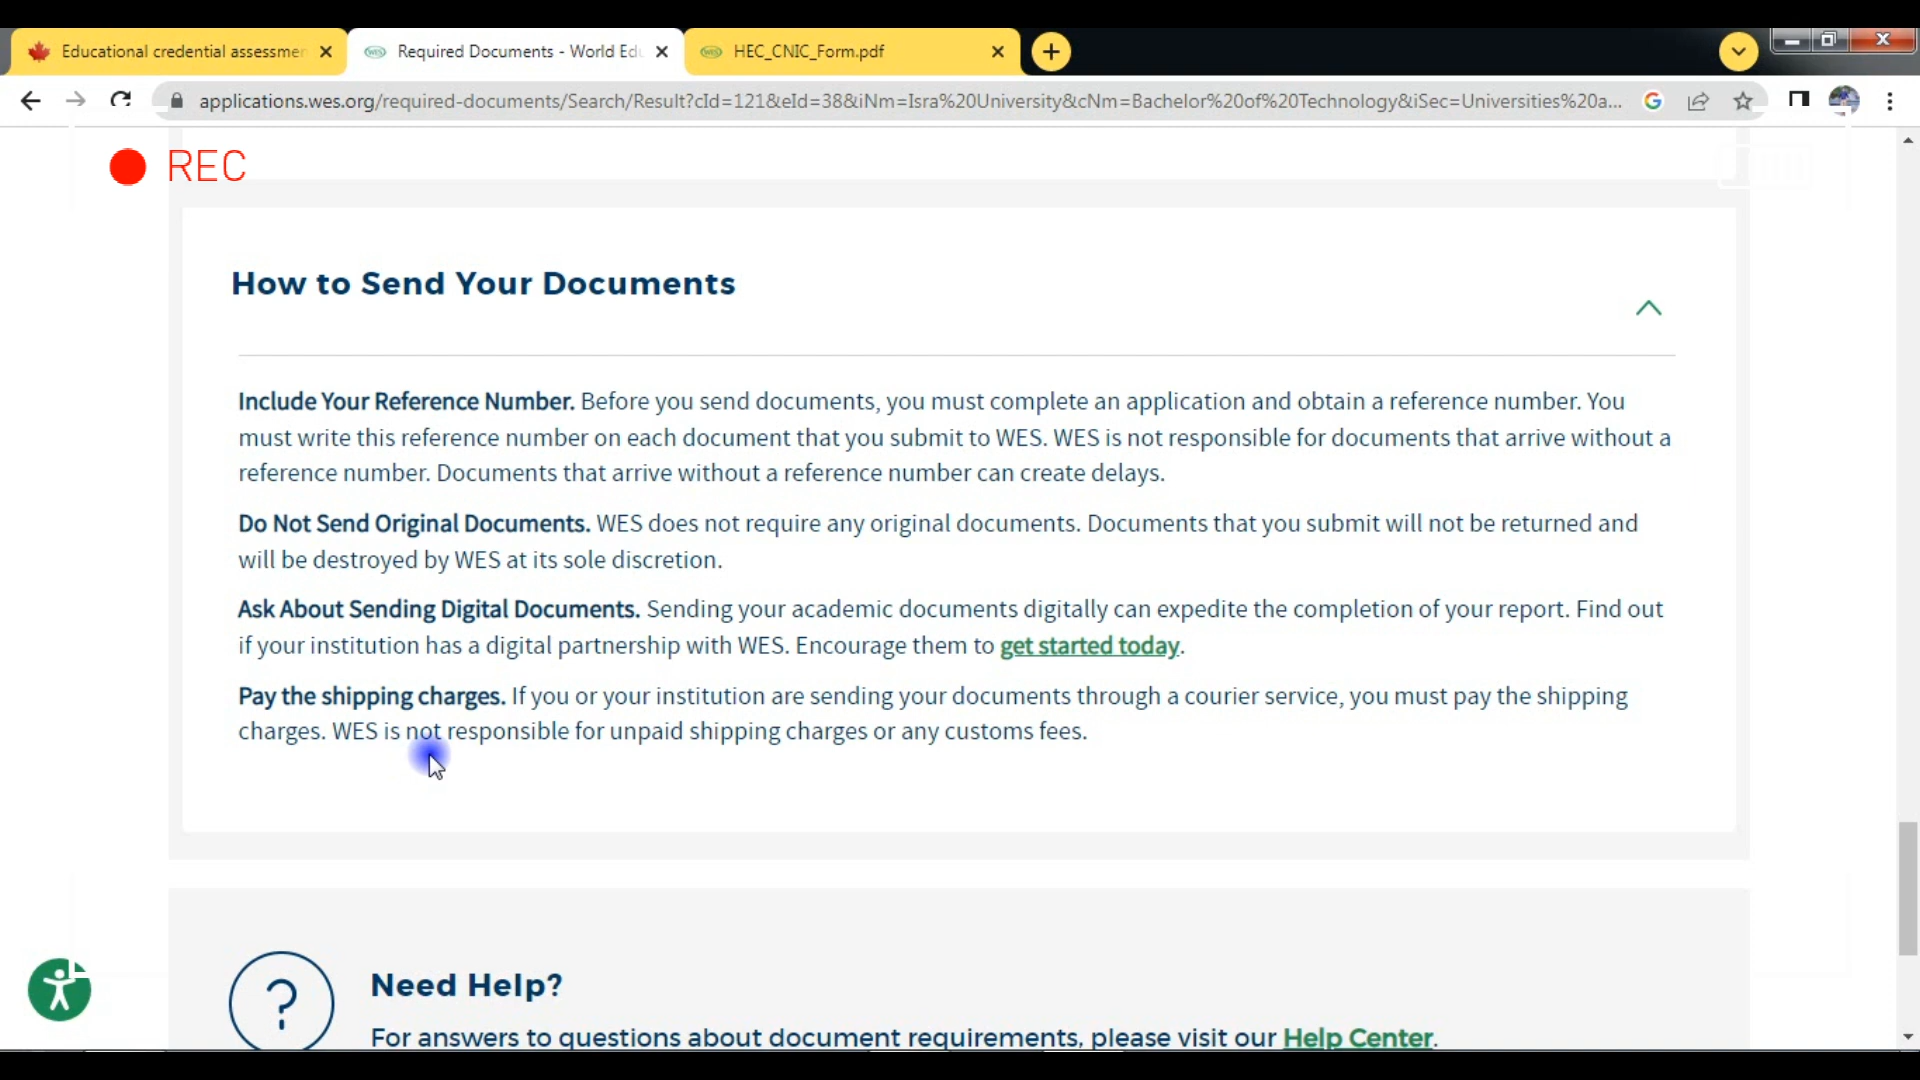 Educational credential assessmen
Required Documents - World Edu
HEC_CNIC_Form.pdf
applications.wes.org/required-documents/Search/Result?cId=121&eId=38&iNm=Isra%20University&cNm=Bachelor%20of%20Technology&iSec=Universities%20a...
REC
How to Send Your Documents
Include Your Reference Number. Before you send documents, you must complete an application and obtain a reference number. You
must write this reference number on each document that you submit to WES. WES is not responsible for documents that arrive without a
reference number. Documents that arrive without a reference number can create delays.
Do Not Send Original Documents. WES does not require any original documents. Documents that you submit will not be returned and
will be destroyed by WES at its sole discretion.
Ask About Sending Digital Documents. Sending your academic documents digitally can expedite the completion of your report. Find out
if your institution has a digital partnership with WES. Encourage them to get started today.
Pay the shipping charges. If you or your institution are sending your documents through a courier service, you must pay the shipping
charges. WES is not responsible for unpaid shipping charges or any customs fees.
Need Help?
For answers to questions about document requirements, please visit our Help Center.